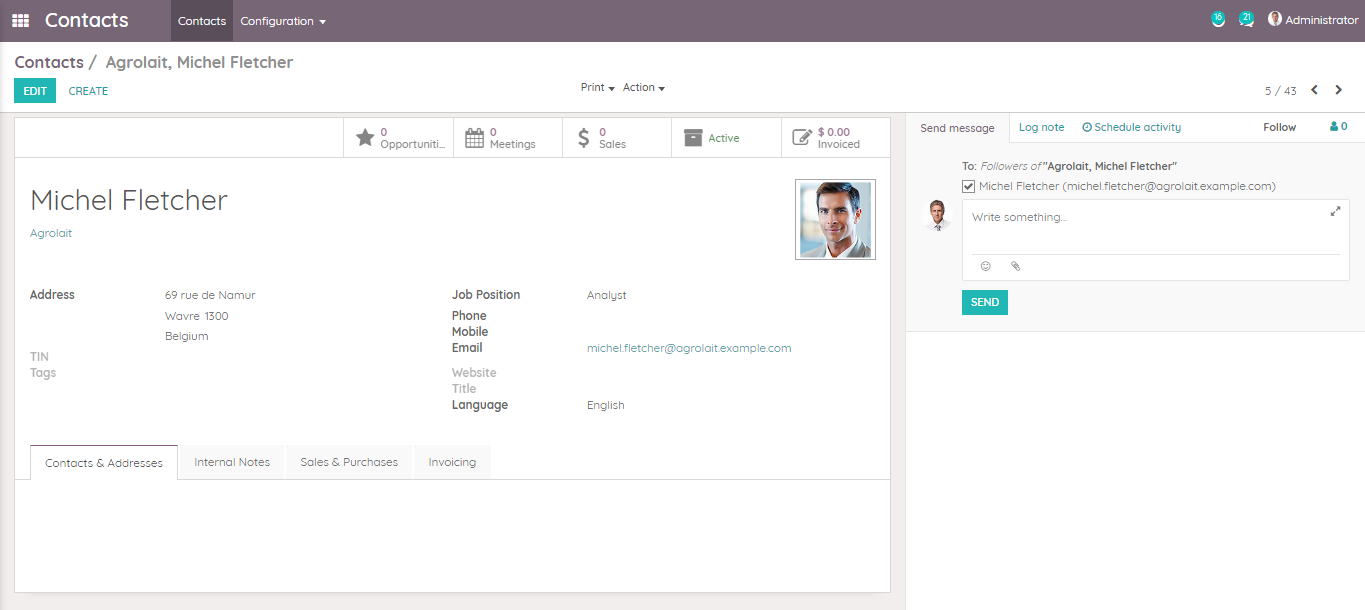 Contacts Contacts Configuration 16 21 Administrator
Contacts / Agrolait, Michel Fletcher
EDIT CREATE Print Action 5 / 43
0 Opportuniti...
0 Meetings
0 Sales
Active
$ 0.00 Invoiced
Michel Fletcher
Agrolait
Address 69 rue de Namur
Wavre 1300
Belgium
TIN
Tags
Job Position Analyst
Phone
Mobile
Email michel.fletcher@agrolait.example.com
Website
Title
Language English
Contacts & Addresses Internal Notes Sales & Purchases Invoicing
Send message Log note Schedule activity Follow 0
To: Followers of "Agrolait, Michel Fletcher"
Michel Fletcher (michel.fletcher@agrolait.example.com)
Write something...
SEND